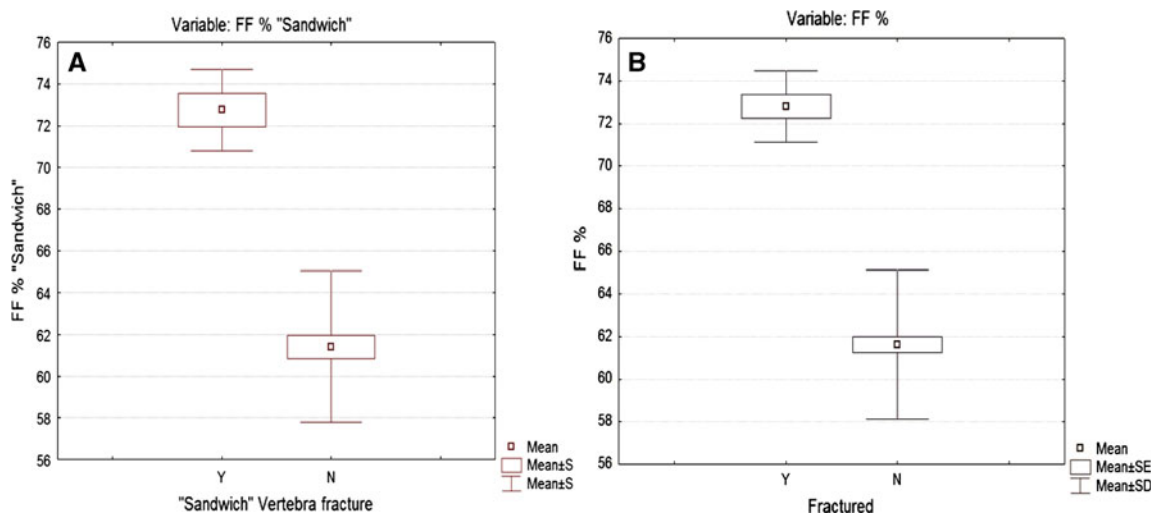 Variable: FF % "Sandwich"
A
76
74
72
70
68
66
64
62
60
58
56
FF % "Sandwich"
Y
N
"Sandwich" Vertebra fracture
Mean
Mean±S
Mean±S
Variable: FF %
B
76
74
72
70
68
66
64
62
60
58
56
FF %
Y
N
Fractured
Mean
Mean±SE
Mean±SD